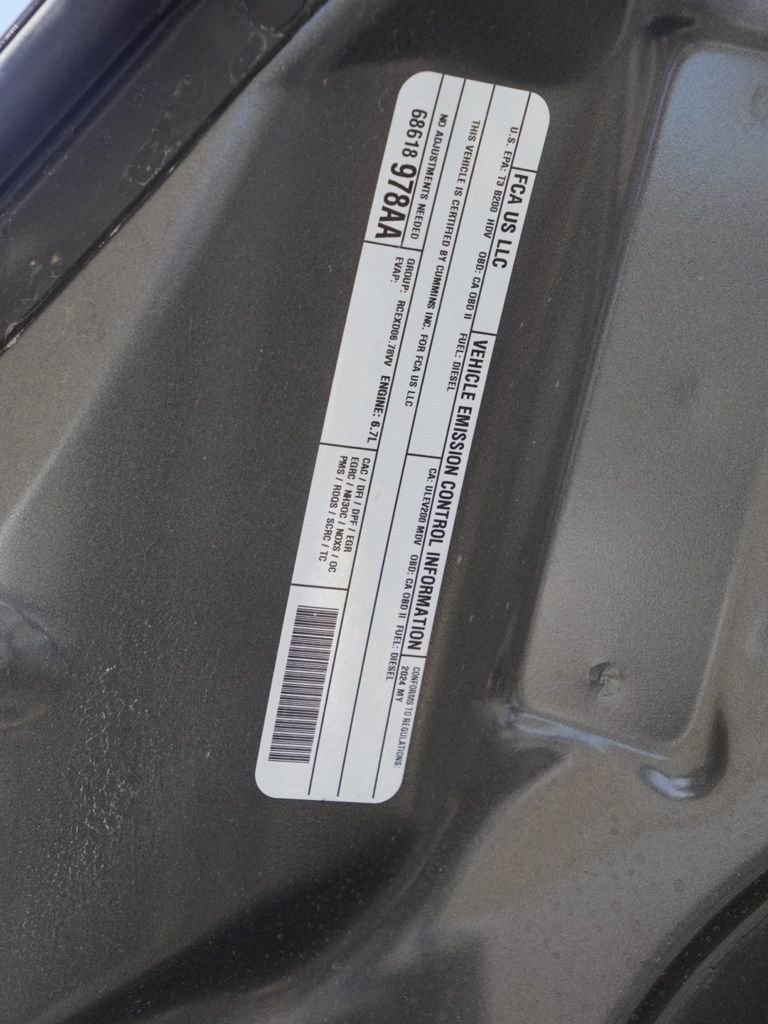 FCA US LLC
VEHICLE EMISSION CONTROL INFORMATION
CONFORMS TO REGULATIONS:
2024 MY
U.S. EPA: T3 B200 HDV
OBD: CA OBD II
FUEL: DIESEL
CA: ULEV200 MDV
OBD: CA OBD II
FUEL: DIESEL
THIS VEHICLE IS CERTIFIED BY CUMMINS INC. FOR FCA US LLC
NO ADJUSTMENTS NEEDED
68618978AA
GROUP: RCEXD06.78VV
ENGINE: 6.7L
EVAP:
CAC / DFI / DPF / EGR
EGRC / NH3OC / NOXS / OC
PMS / RDQS / SCRC / TC